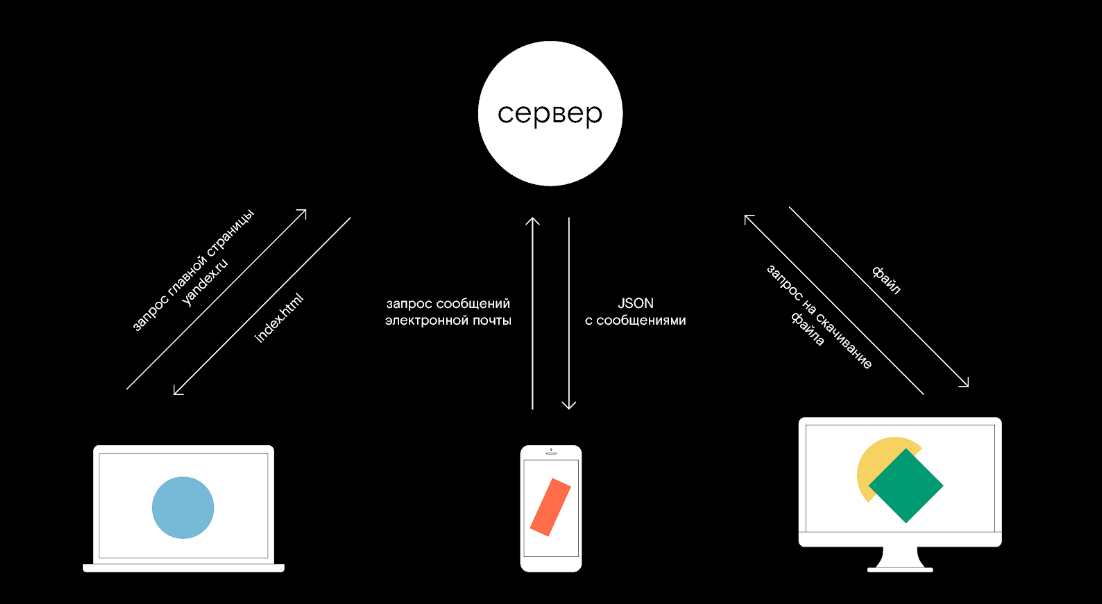 сервер
запрос главной страницы
yandex.ru
index.html
запрос сообщений
электронной почты
JSON
с сообщениями
запрос на скачивание
файла
файл